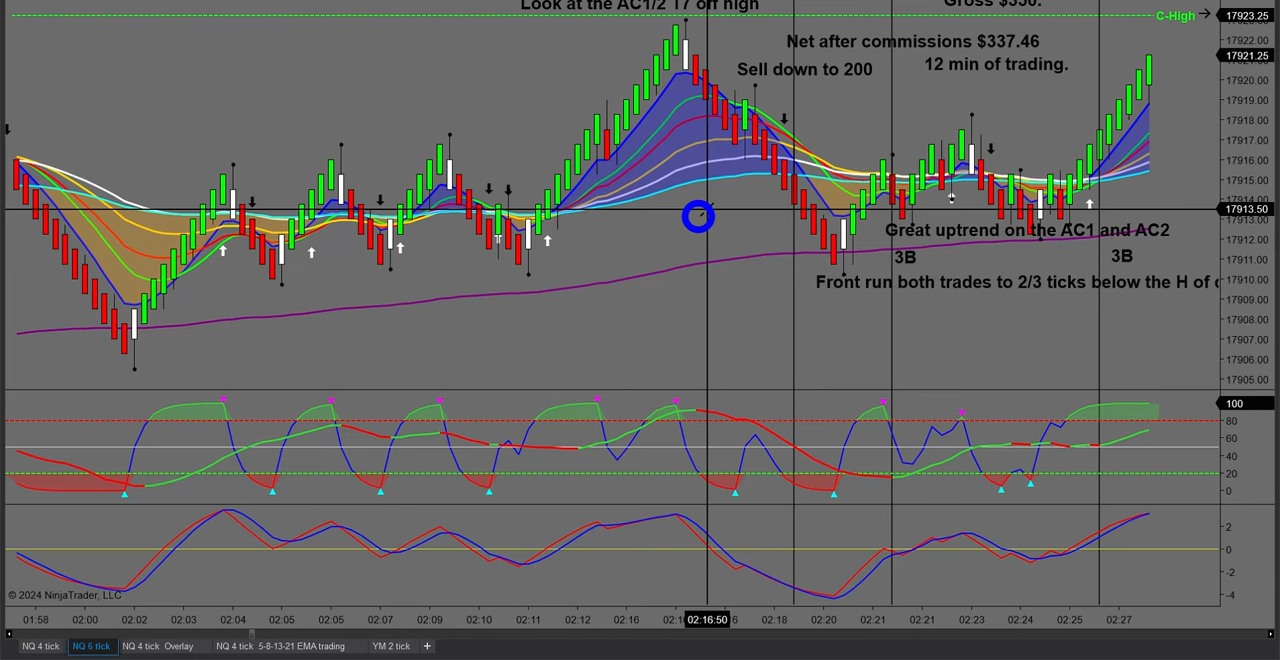 Look at the AC1/2 17 off high
Gross $350.
C-High
17923.25
Net after commissions $337.46
17922.00
12 min of trading.
17921.25
Sell down to 200
17920.00
17919.00
17918.00
17917.00
17916.00
17915.00
17914.00
17913.50
17912.00
Great uptrend on the AC1 and AC2
3B
3B
17911.00
Front run both trades to 2/3 ticks below the H of
17909.00
17908.00
17907.00
17906.00
17905.00
100
80
60
40
20
0
2
0
-2
-4
© 2024 NinjaTrader, LLC
01:58 02:00 02:02 02:03 02:04 02:05 02:06 02:07 02:09 02:10 02:11 02:12 02:16 02:16:50 02:18 02:20 02:21 02:23 02:24 02:25 02:27
NQ 4 tick NQ 6 tick NQ 4 tick Overlay NQ 4 tick 5-8-13-21 EMA trading YM 2 tick +